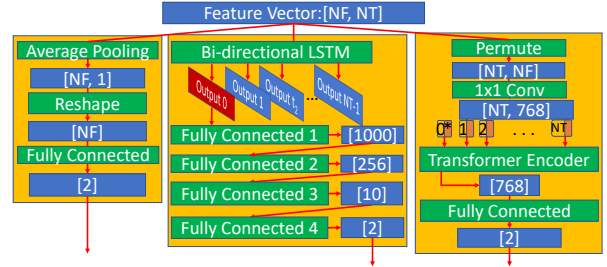 Feature Vector:[NF, NT]
Average Pooling
[NF, 1]
Reshape
[NF]
Fully Connected
[2]
Bi-directional LSTM
Output 0
Output 1
Output t
...
Output NT-1
Fully Connected 1
[1000]
Fully Connected 2
[256]
Fully Connected 3
[10]
Fully Connected 4
[2]
Permute
[NT, NF]
1x1 Conv
[NT, 768]
0* 1 2 . . . NT
Transformer Encoder
[768]
Fully Connected
[2]